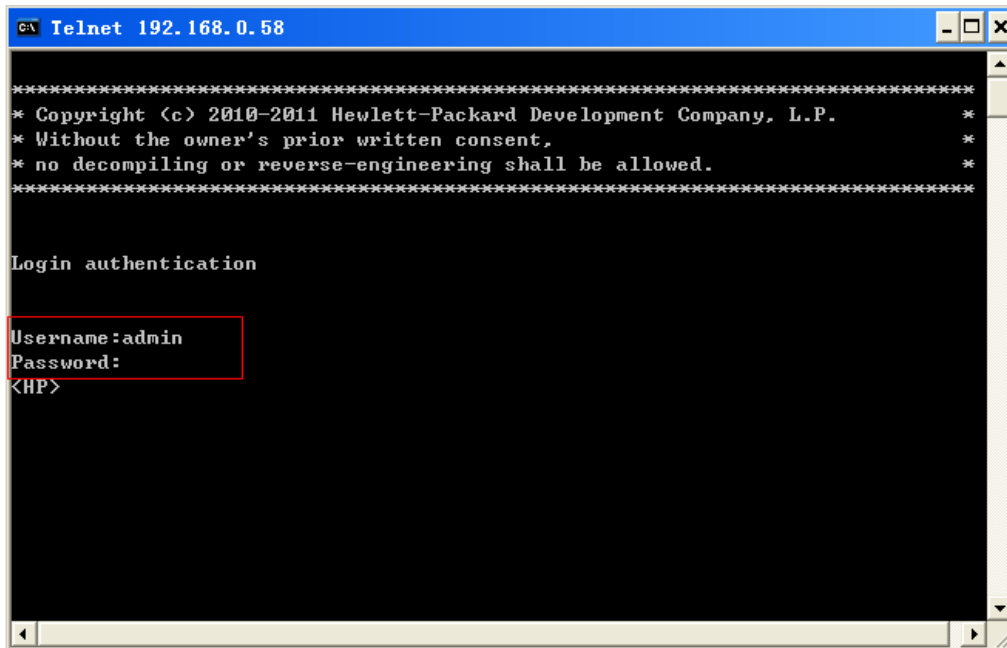 Telnet 192.168.0.58
******************************************************************************
* Copyright (c) 2010-2011 Hewlett-Packard Development Company, L.P.          *
* Without the owner's prior written consent,                                 *
* no decompiling or reverse-engineering shall be allowed.                    *
******************************************************************************
Login authentication
Username:admin
Password:
<HP>